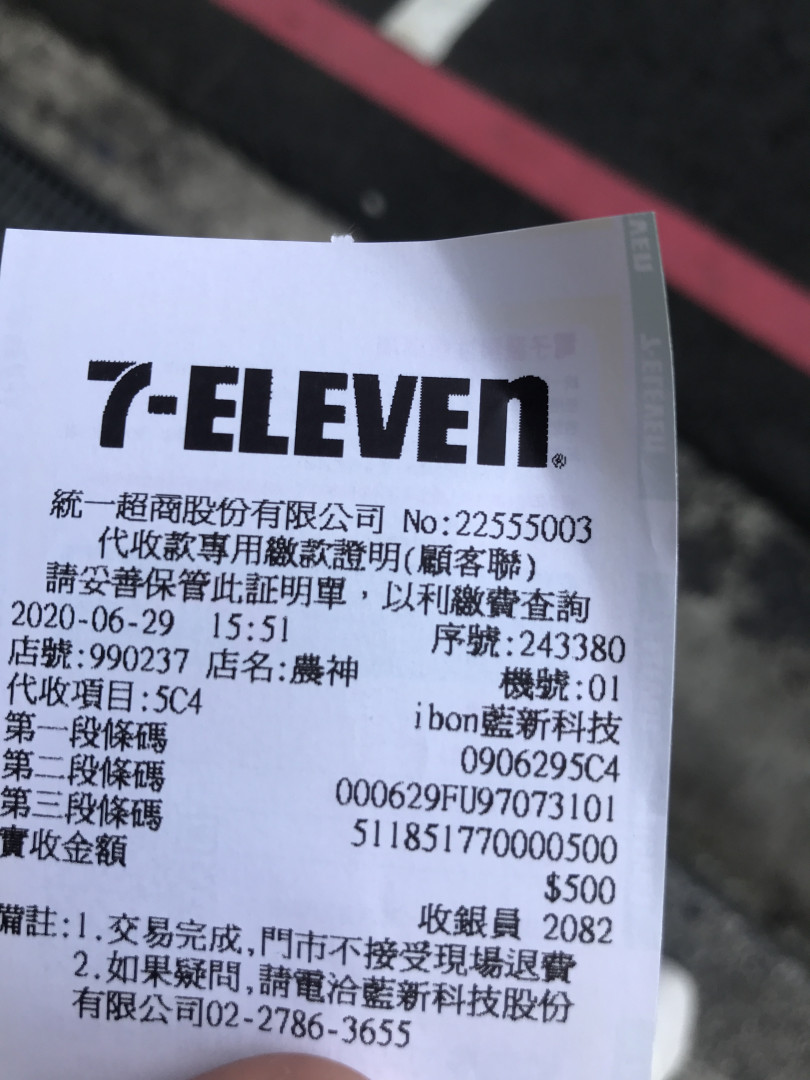 7-ELEVEn®
統一超商股份有限公司 No:22555003
代收款專用繳款證明(顧客聯)
請妥善保管此証明單，以利繳費查詢
2020-06-29 15:51 序號:243380
店號:990237 店名:農神 機號:01
代收項目:5C4 ibon藍新科技
第一段條碼 0906295C4
第二段條碼 000629FU97073101
第三段條碼 511851770000500
實收金額 $500
收銀員 2082
備註:1.交易完成,門市不接受現場退費
2.如果疑問,請電洽藍新科技股份
有限公司02-2786-3655
7-ELEVEN